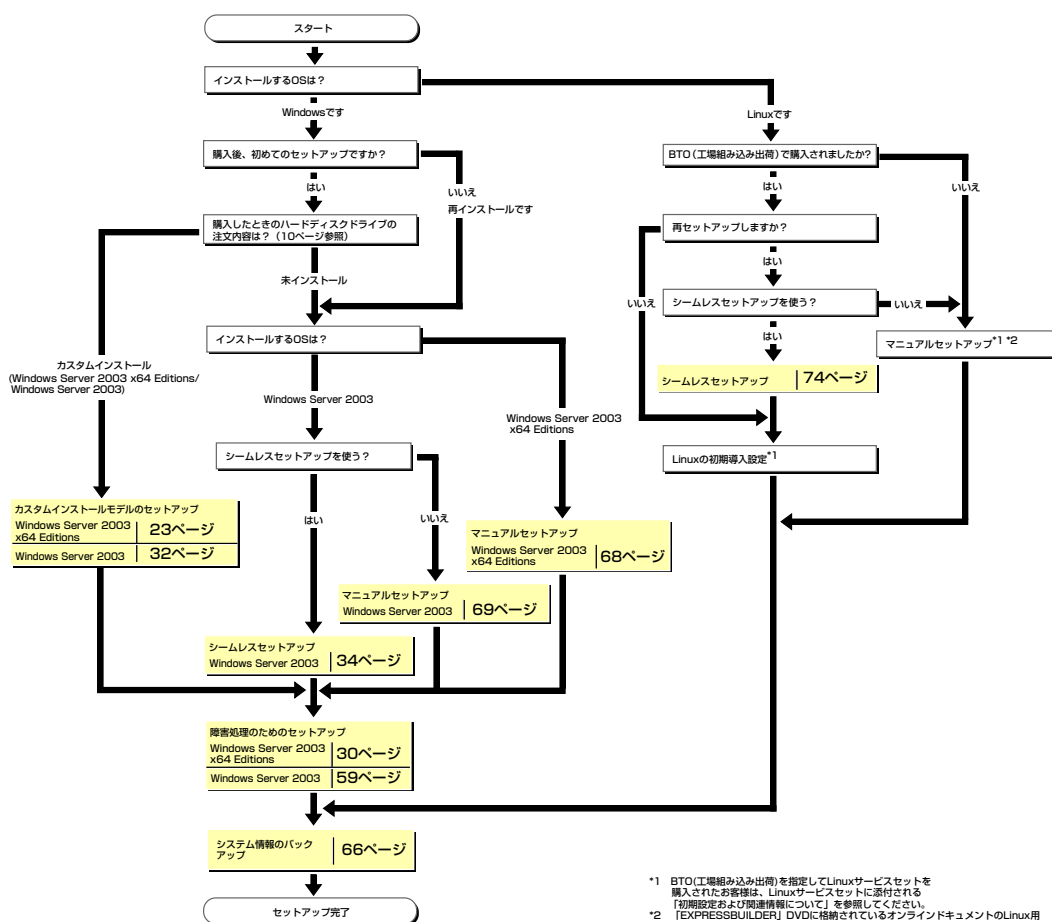 スタート
インストールするOSは？
Windowsです
Linuxです
購入後、初めてのセットアップですか？
はい
いいえ
再インストールです
購入したときのハードディスクドライブの
注文内容は？（10ページ参照）
未インストール
カスタムインストール
(Windows Server 2003 x64 Editions/
Windows Server 2003)
インストールするOSは？
Windows Server 2003
Windows Server 2003
x64 Editions
シームレスセットアップを使う？
はい
いいえ
カスタムインストールモデルのセットアップ
Windows Server 2003
x64 Editions
23ページ
Windows Server 2003
32ページ
マニュアルセットアップ
Windows Server 2003
x64 Editions
68ページ
マニュアルセットアップ
Windows Server 2003
69ページ
シームレスセットアップ
Windows Server 2003
34ページ
障害処理のためのセットアップ
Windows Server 2003
x64 Editions
30ページ
Windows Server 2003
59ページ
システム情報のバック
アップ
66ページ
セットアップ完了
BTO（工場組み込み出荷）で購入されましたか？
はい
いいえ
再セットアップしますか？
はい
いいえ
シームレスセットアップを使う？
いいえ
はい
マニュアルセットアップ*1 *2
シームレスセットアップ
74ページ
Linuxの初期導入設定*1
*1 BTO(工場組み込み出荷)を指定してLinuxサービスセットを
購入されたお客様は、Linuxサービスセットに添付される
「初期設定および関連情報について」を参照してください。
*2 「EXPRESSBUILDER」DVDに格納されているオンラインドキュメントのLinux用